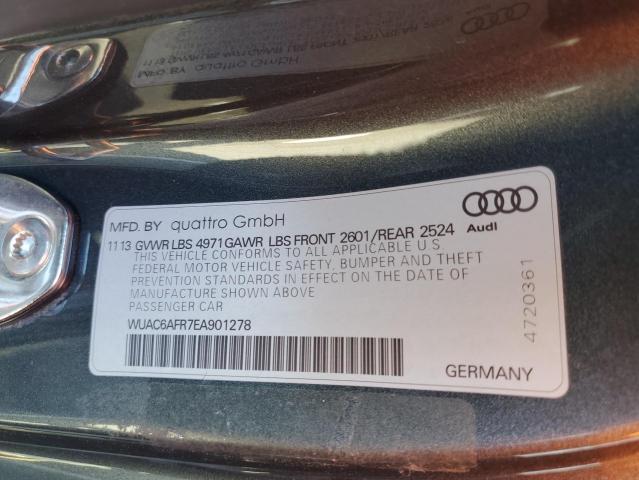 MFD. BY quattro GmbH
Audi
11 13 GVWR LBS 4971 GAWR LBS FRONT 2601/REAR 2524
THIS VEHICLE CONFORMS TO ALL APPLICABLE U.S.
FEDERAL MOTOR VEHICLE SAFETY, BUMPER AND THEFT
PREVENTION STANDARDS IN EFFECT ON THE DATE OF
MANUFACTURE SHOWN ABOVE
PASSENGER CAR
WUAC6AFR7EA901278
4720361
GERMANY